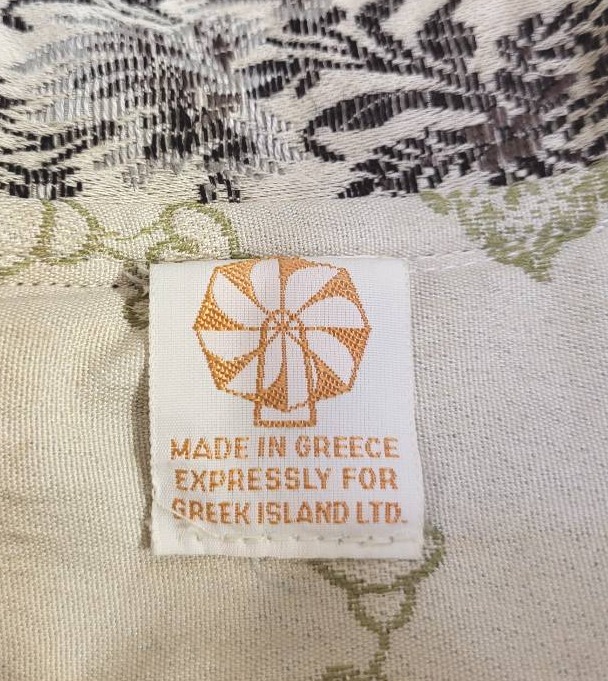 MADE IN GREECE
EXPRESSLY FOR
GREEK ISLAND LTD.